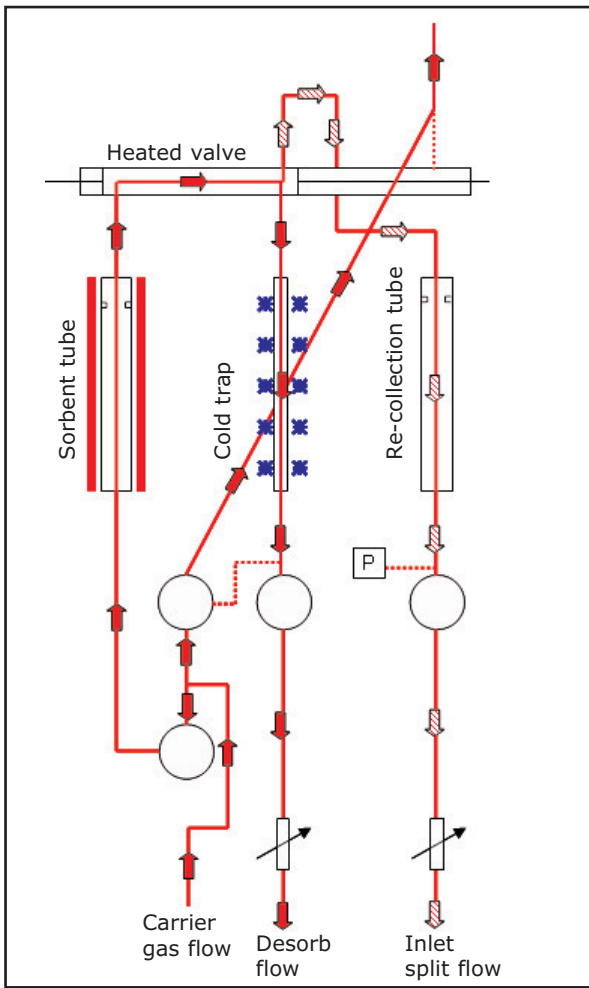 Heated valve
Sorbent tube
Cold trap
Re-collection tube
P
Carrier
gas flow
Desorb
flow
Inlet
split flow